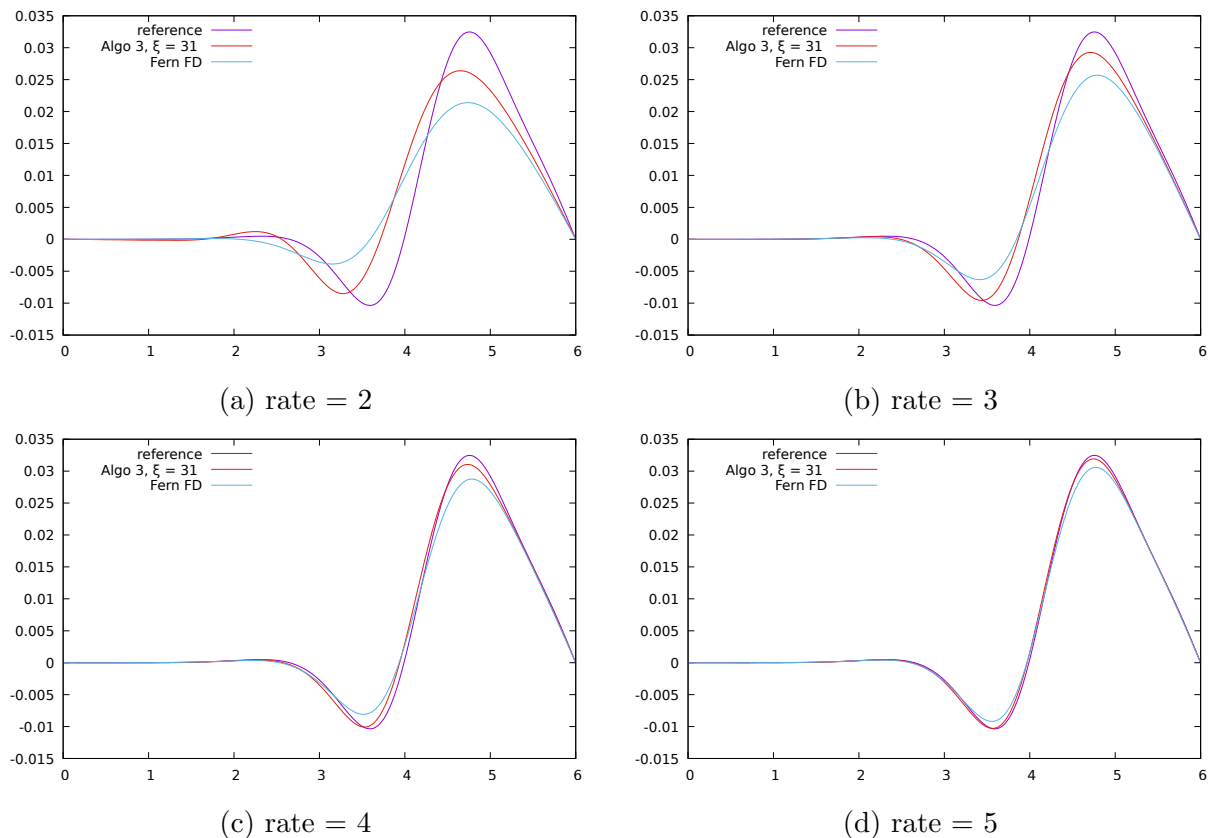 0.035
0.03
0.025
0.02
0.015
0.01
0.005
0
-0.005
-0.01
-0.015
reference
Algo 3, ξ = 31
Fern FD
0 1 2 3 4 5 6
(a) rate = 2
0.035
0.03
0.025
0.02
0.015
0.01
0.005
0
-0.005
-0.01
-0.015
reference
Algo 3, ξ = 31
Fern FD
0 1 2 3 4 5 6
(b) rate = 3
0.035
0.03
0.025
0.02
0.015
0.01
0.005
0
-0.005
-0.01
-0.015
reference
Algo 3, ξ = 31
Fern FD
0 1 2 3 4 5 6
(c) rate = 4
0.035
0.03
0.025
0.02
0.015
0.01
0.005
0
-0.005
-0.01
-0.015
reference
Algo 3, ξ = 31
Fern FD
0 1 2 3 4 5 6
(d) rate = 5